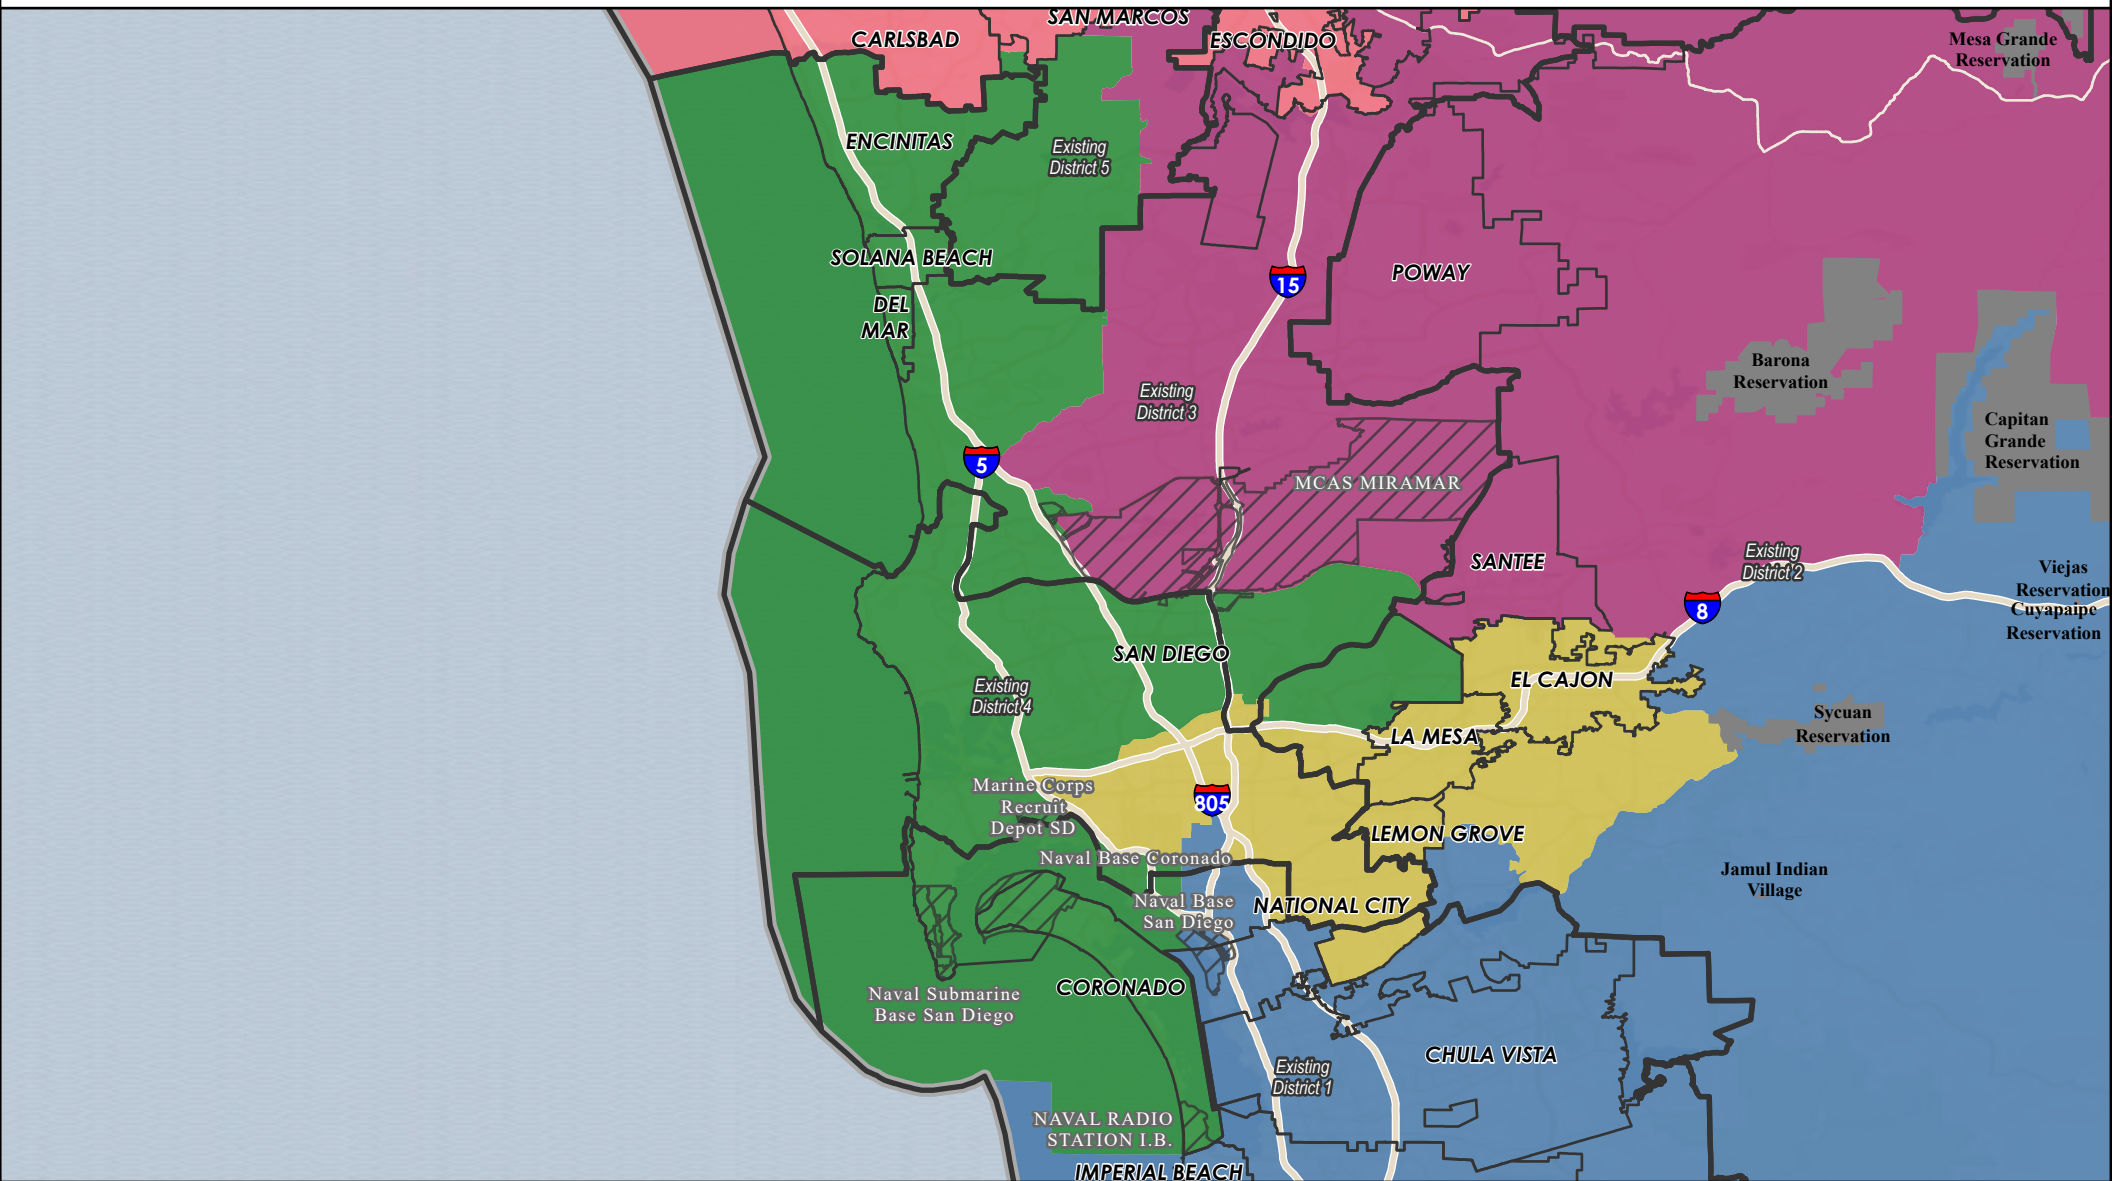 SAN MARCOS
CARLSBAD
ESCONDIDO
Mesa Grande
Reservation
ENCINITAS
Existing
District 5
SOLANA BEACH
DEL
MAR
15
POWAY
Barona
Reservation
Existing
District 3
Capitan
Grande
Reservation
5
MCAS MIRAMAR
SANTEE
Existing
District 2
Viejas
Reservation
Cuyapaipe
Reservation
8
SAN DIEGO
EL CAJON
Existing
District 4
Sycuan
Reservation
LA MESA
Marine Corps
Recruit
Depot SD
805
LEMON GROVE
Naval Base Coronado
Jamul Indian
Village
Naval Base
San Diego
NATIONAL CITY
CORONADO
Naval Submarine
Base San Diego
CHULA VISTA
Existing
District 1
NAVAL RADIO
STATION I.B.
IMPERIAL BEACH